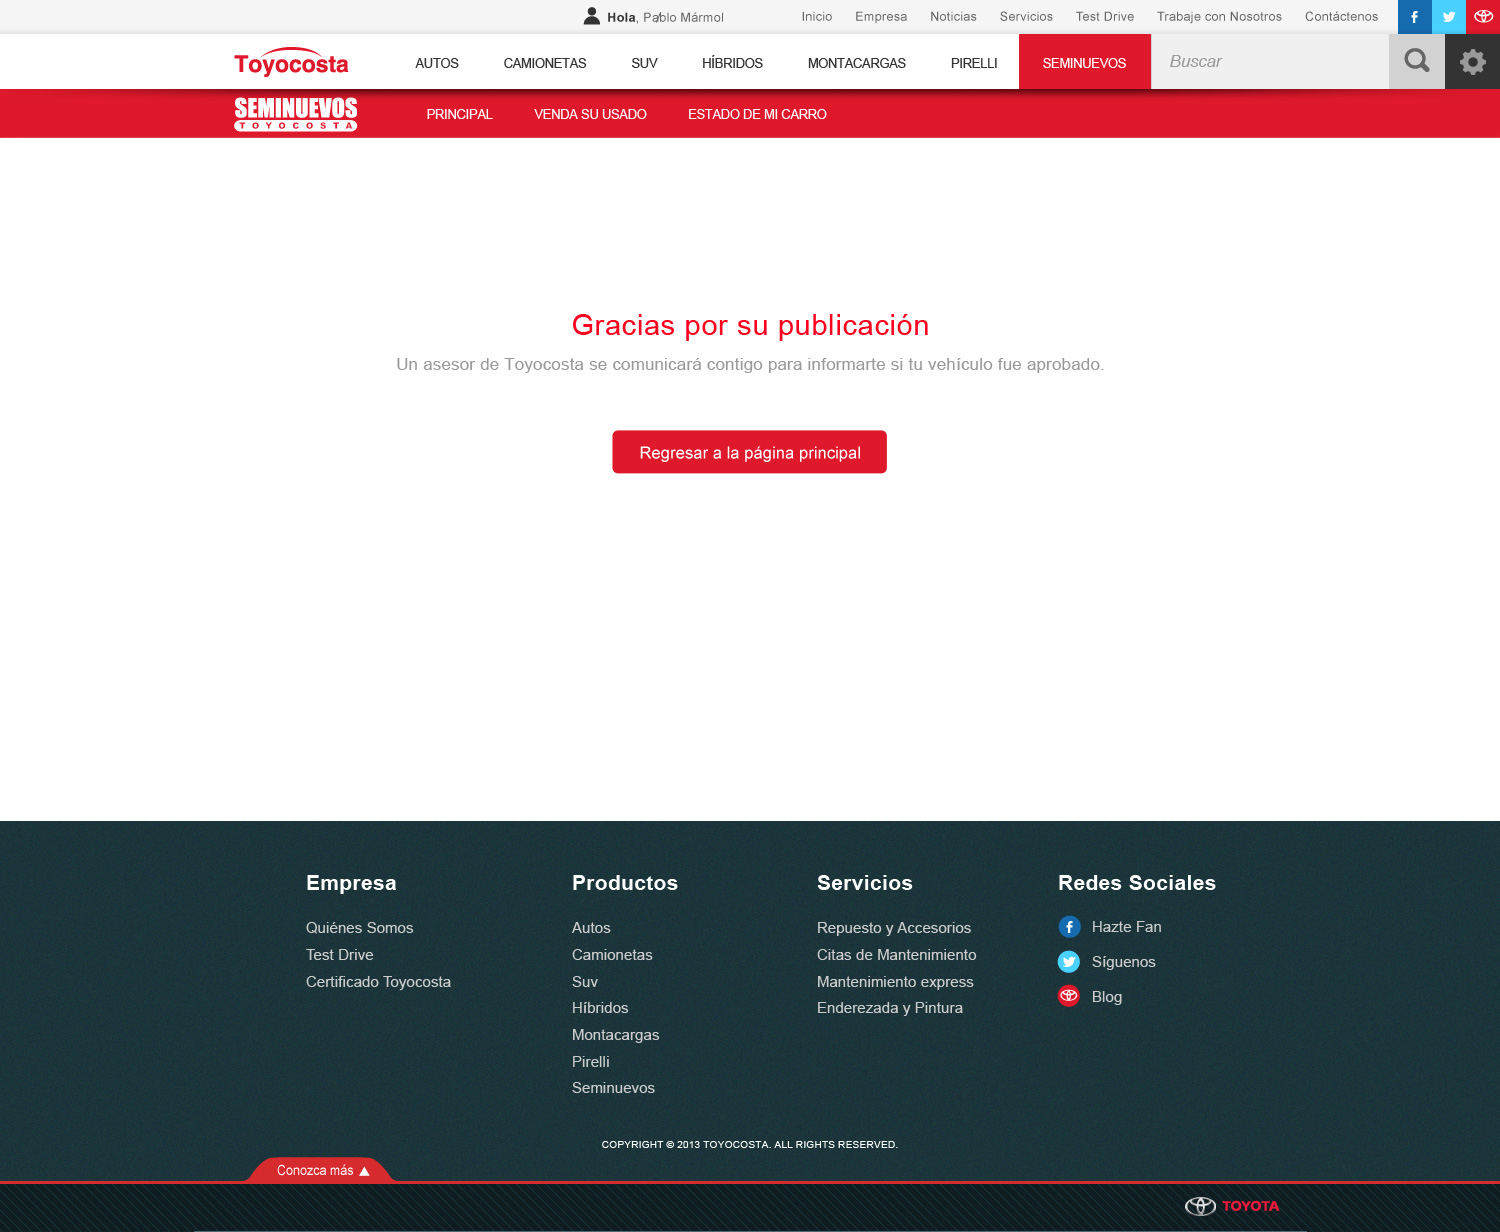 Hola, Pablo Mármol
Inicio Empresa Noticias Servicios Test Drive Trabaje con Nosotros Contáctenos
Toyocosta AUTOS CAMIONETAS SUV HÍBRIDOS MONTACARGAS PIRELLI SEMINUEVOS Buscar
SEMINUEVOS
TOYOCOSTA
PRINCIPAL VENDA SU USADO ESTADO DE MI CARRO
Gracias por su publicación
Un asesor de Toyocosta se comunicará contigo para informarte si tu vehículo fue aprobado.
Regresar a la página principal
Empresa
Quiénes Somos
Test Drive
Certificado Toyocosta
Productos
Autos
Camionetas
Suv
Híbridos
Montacargas
Pirelli
Seminuevos
Servicios
Repuesto y Accesorios
Citas de Mantenimiento
Mantenimiento express
Enderezada y Pintura
Redes Sociales
Hazte Fan
Síguenos
Blog
COPYRIGHT © 2013 TOYOCOSTA. ALL RIGHTS RESERVED.
Conozca más
TOYOTA